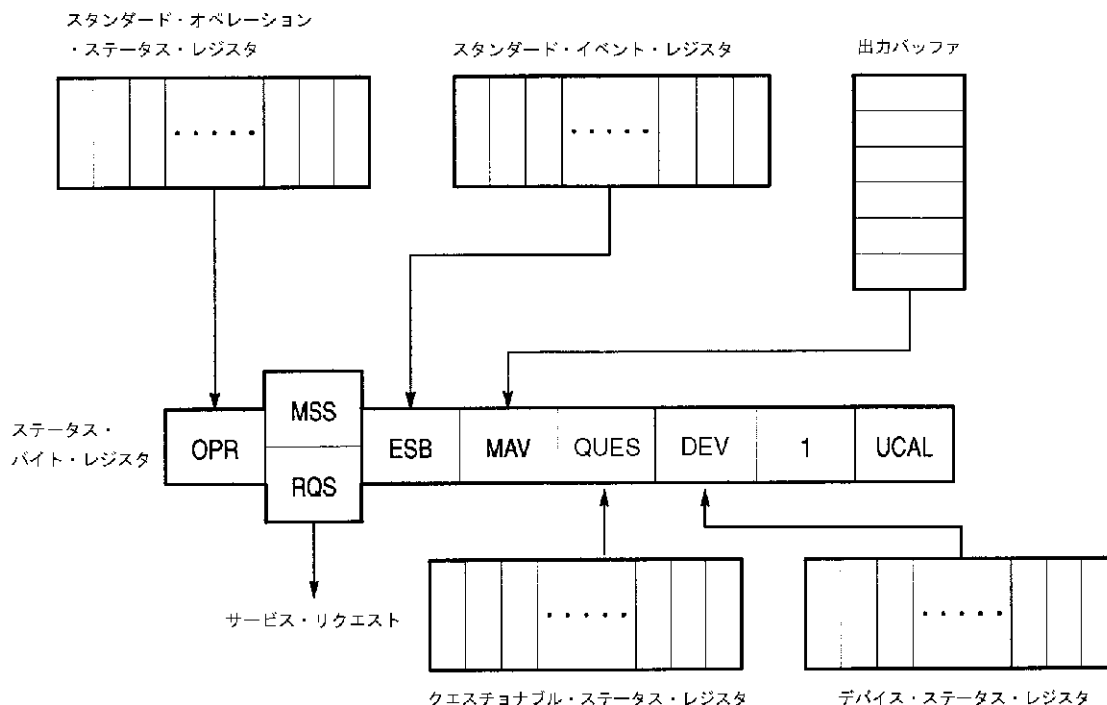 スタンダード・オペレーション
・ステータス・レジスタ
スタンダード・イベント・レジスタ
出力バッファ
・・・・・
・・・・・
ステータス・
バイト・レジスタ
OPR
MSS
RQS
ESB
MAV
QUES
DEV
1
UCAL
サービス・リクエスト
・・・・・
・・・・・
クエスチョナブル・ステータス・レジスタ
デバイス・ステータス・レジスタ